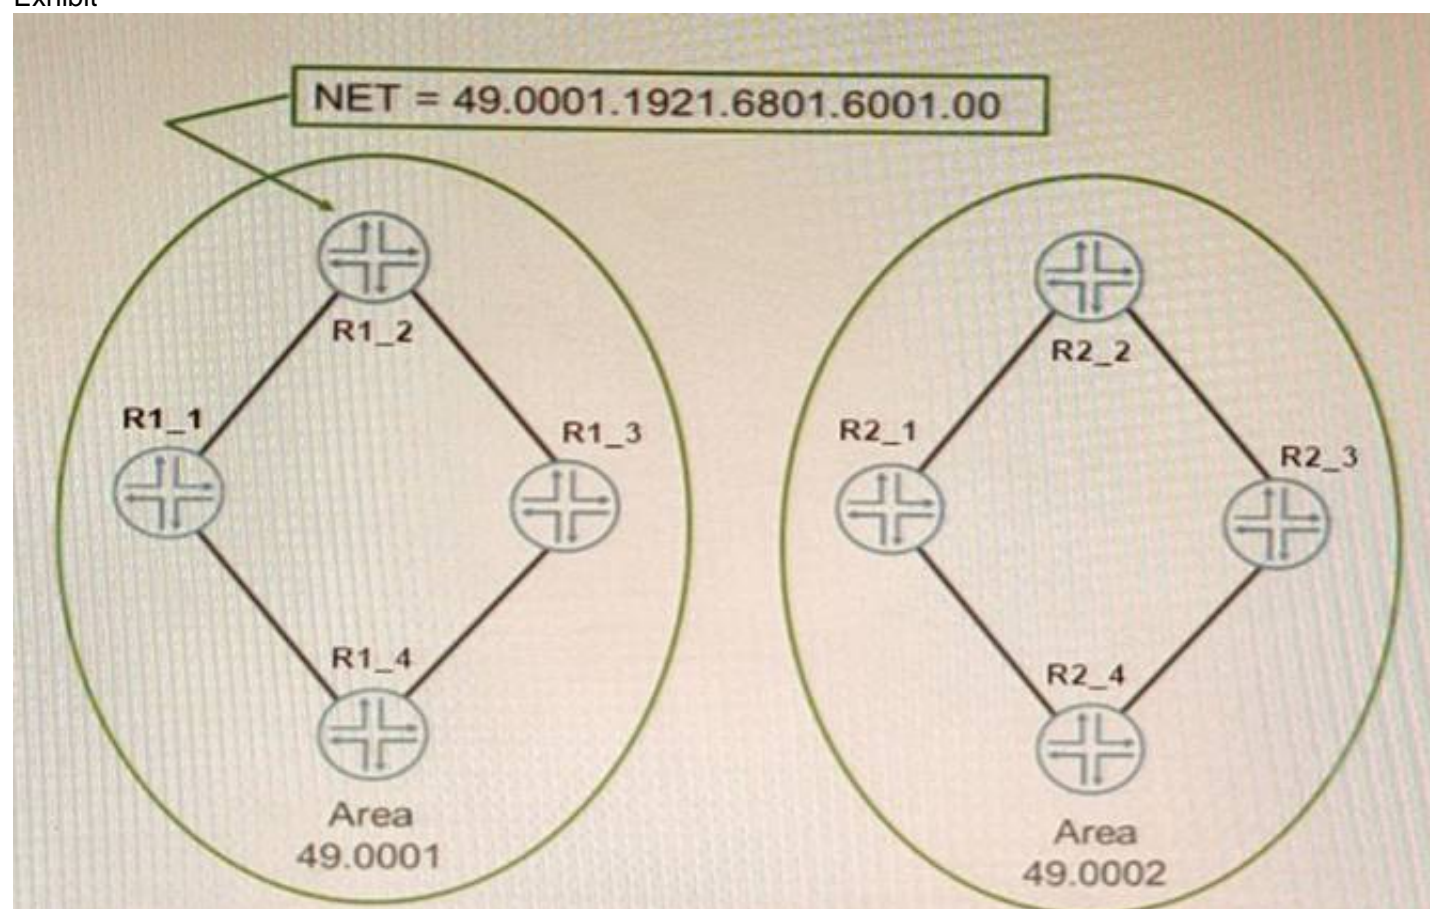 Exhibit
NET = 49.0001.1921.6801.6001.00
R1_2
R2_2
R1_1
R1_3
R2_1
R2_3
R1_4
R2_4
Area
49.0001
Area
49.0002